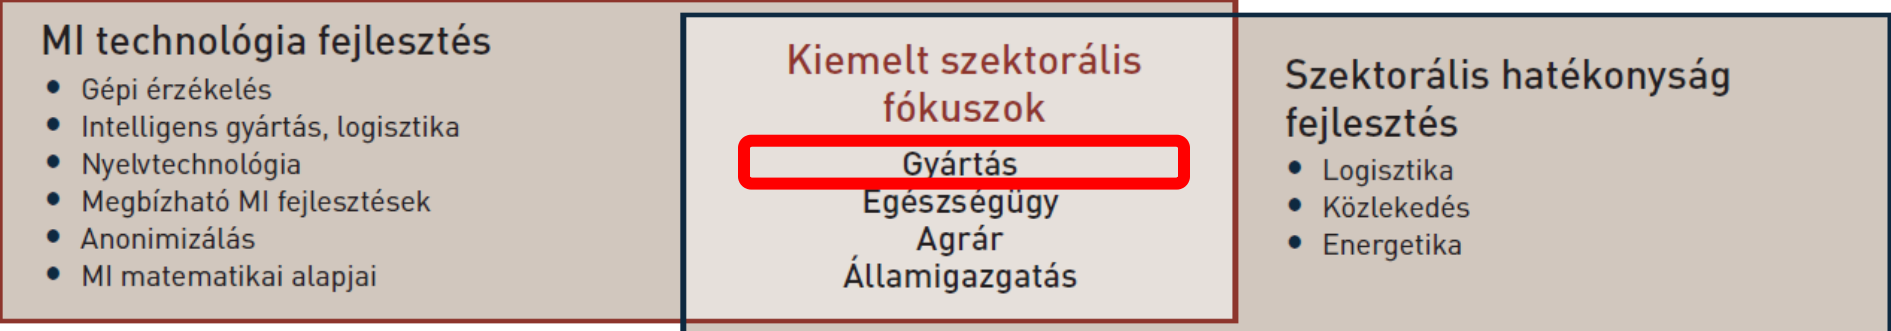 MI technológia fejlesztés
Gépi érzékelés
Intelligens gyártás, logisztika
Nyelvtechnológia
Megbízható MI fejlesztések
Anonimizálás
MI matematikai alapjai
Kiemelt szektorális
fókuszok
Gyártás
Egészségügy
Agrár
Államigazgatás
Szektorális hatékonyság
fejlesztés
Logisztika
Közlekedés
Energetika